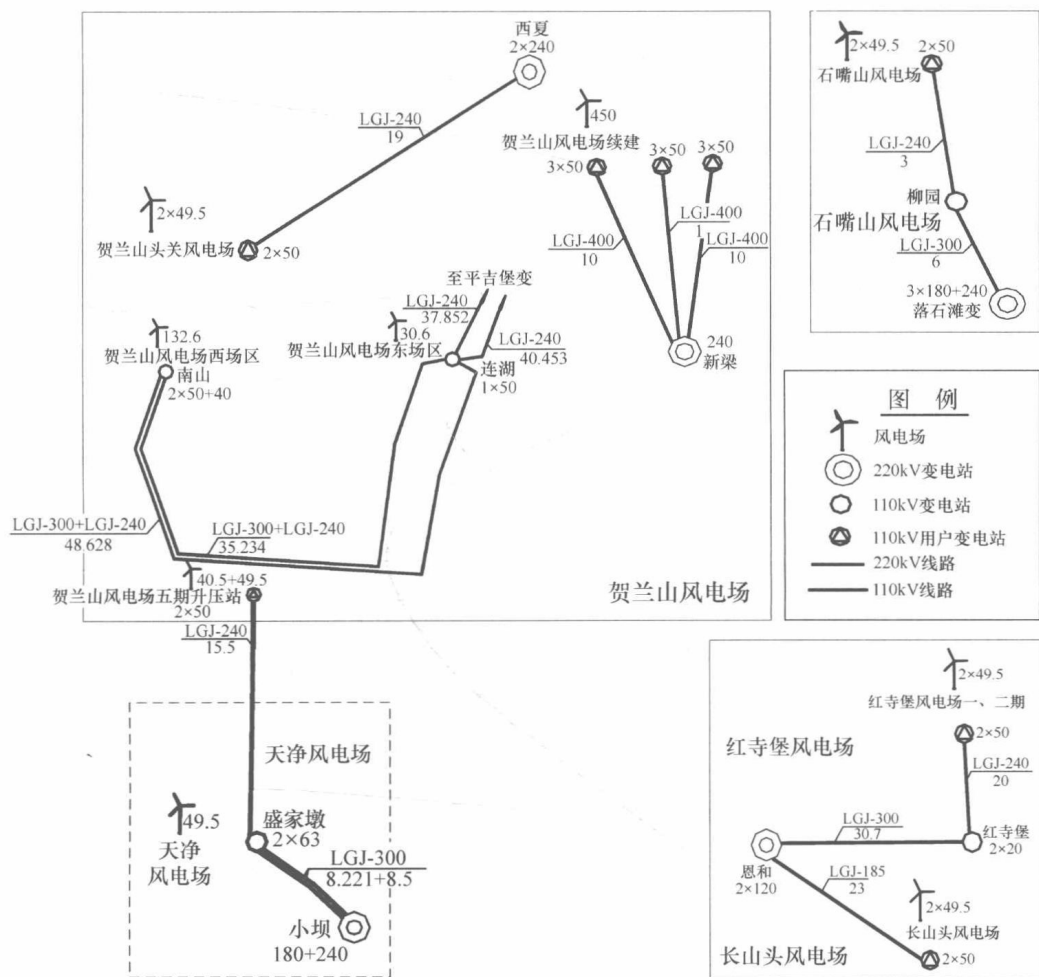 西夏
2×240
LGJ-240
19
2×49.5
贺兰山头关风电场
2×50
450
贺兰山风电场续建
3×50
3×50
3×50
LGJ-400
10
LGJ-400
1
LGJ-400
10
240
新梁
至平吉堡变
LGJ-240
37.852
LGJ-240
40.453
132.6
贺兰山风电场西场区
南山
2×50+40
30.6
贺兰山风电场东场区
连湖
1×50
LGJ-300+LGJ-240
48.628
LGJ-300+LGJ-240
35.234
40.5+49.5
贺兰山风电场五期升压站
2×50
贺兰山风电场
LGJ-240
15.5
天净风电场
49.5
天净
风电场
盛家墩
2×63
LGJ-300
8.221+8.5
小坝
180+240
2×49.5
2×50
石嘴山风电场
LGJ-240
3
柳园
石嘴山风电场
LGJ-300
6
3×180+240
落石滩变
图 例
风电场
220kV变电站
110kV变电站
110kV用户变电站
220kV线路
110kV线路
2×49.5
红寺堡风电场一、二期
2×50
红寺堡风电场
LGJ-240
20
LGJ-300
30.7
红寺堡
2×20
恩和
2×120
LGJ-185
23
2×49.5
长山头风电场
2×50
长山头风电场